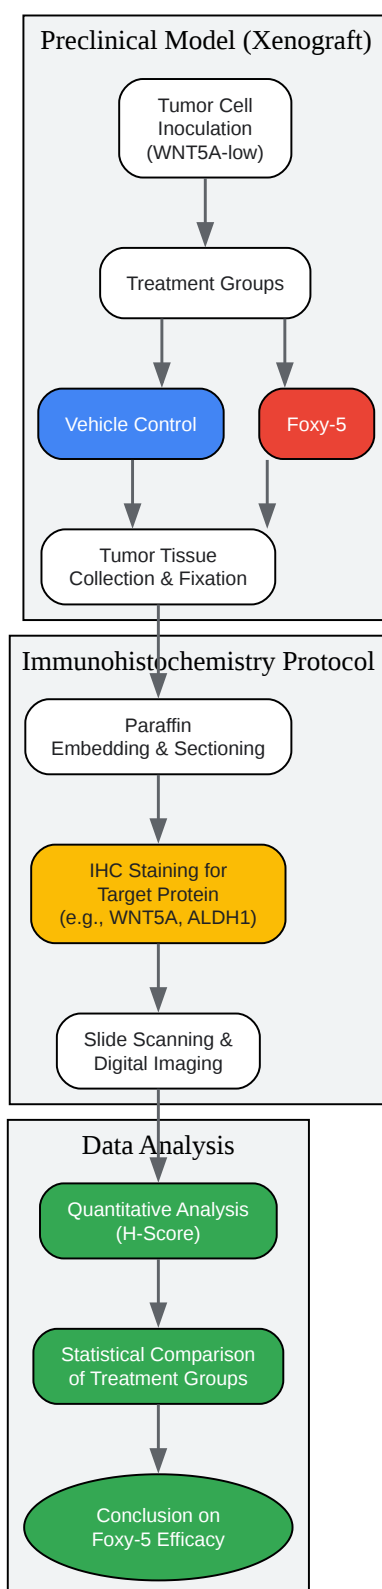 Preclinical Model (Xenograft)
Tumor Cell
Inoculation
(WNT5A-low)
Treatment Groups
Vehicle Control
Foxy-5
Tumor Tissue
Collection & Fixation
Immunohistochemistry Protocol
Paraffin
Embedding & Sectioning
IHC Staining for
Target Protein
(e.g., WNT5A, ALDH1)
Slide Scanning &
Digital Imaging
Data Analysis
Quantitative Analysis
(H-Score)
Statistical Comparison
of Treatment Groups
Conclusion on
Foxy-5 Efficacy